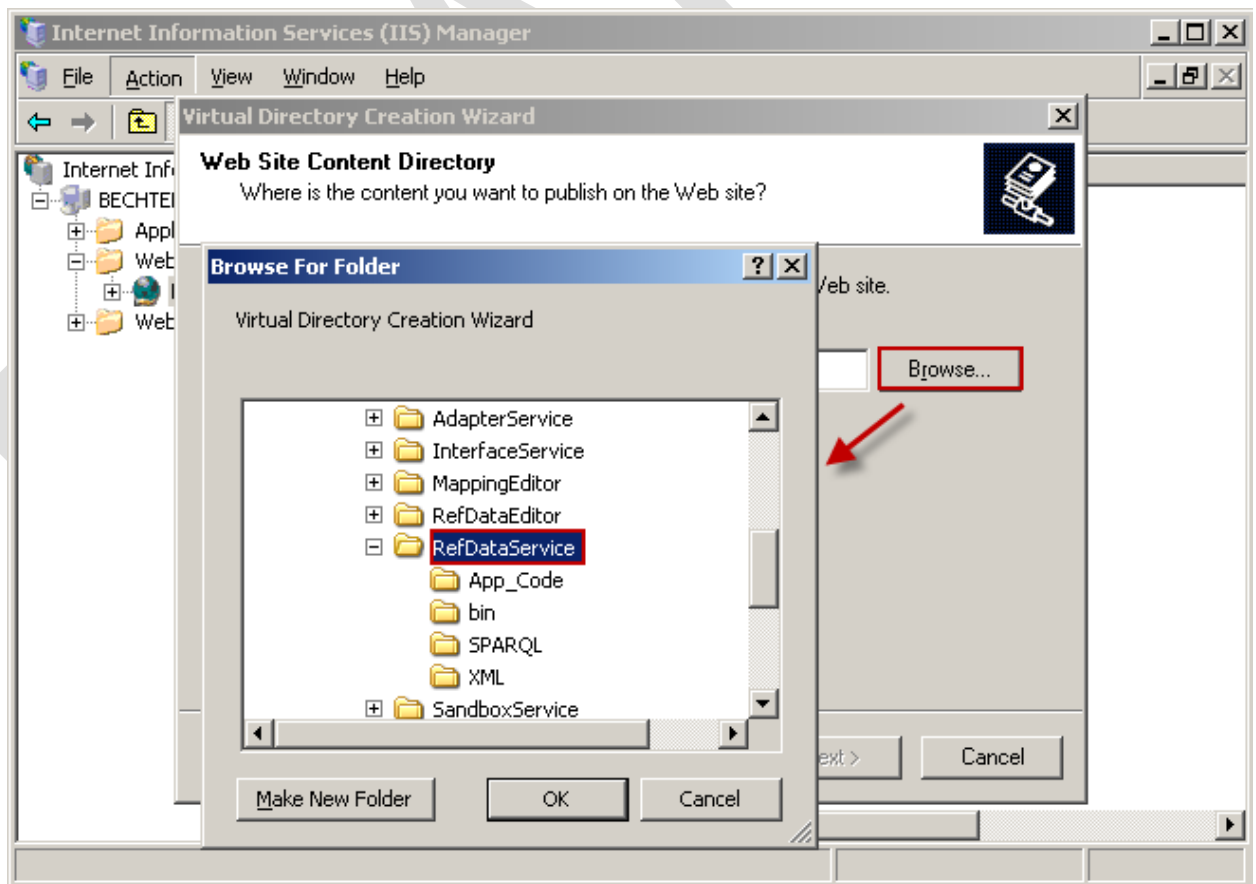 Internet Information Services (IIS) Manager
File Action View Window Help
Virtual Directory Creation Wizard
Web Site Content Directory
Where is the content you want to publish on the Web site?
Internet Inf
BECHTEL
Appl
Web
Web
Browse For Folder
Virtual Directory Creation Wizard
Web site.
Browse...
AdapterService
InterfaceService
MappingEditor
RefDataEditor
RefDataService
App_Code
bin
SPARQL
XML
SandboxService
ext >
Cancel
Make New Folder
OK
Cancel